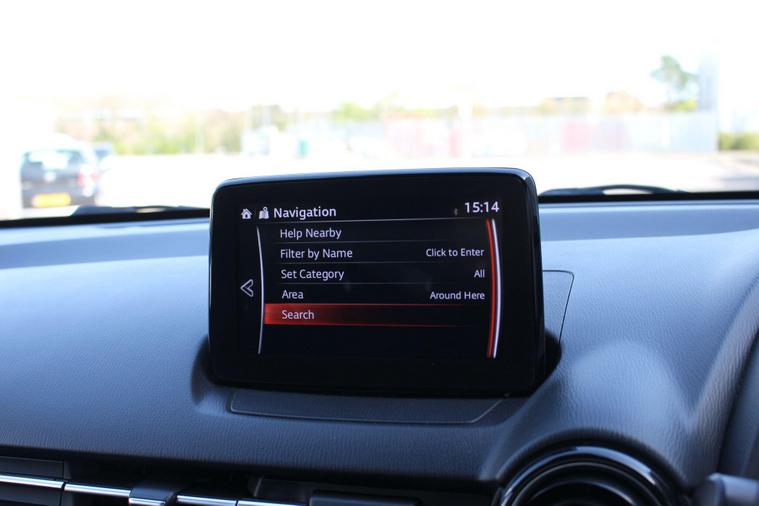 Navigation 15:14
Help Nearby
Filter by Name Click to Enter
Set Category All
Area Around Here
Search